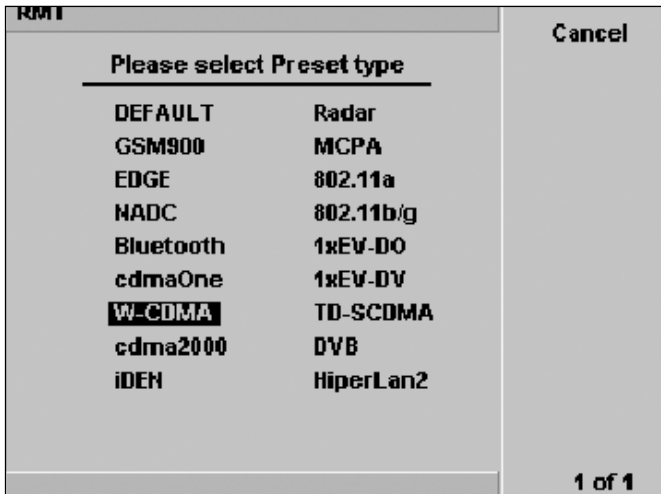 RMT
Cancel
Please select Preset type
DEFAULT Radar
GSM900 MCPA
EDGE 802.11a
NADC 802.11b/g
Bluetooth 1xEV-DO
cdmaOne 1xEV-DV
W-CDMA TD-SCDMA
cdma2000 DVB
iDEN HiperLan2
1 of 1